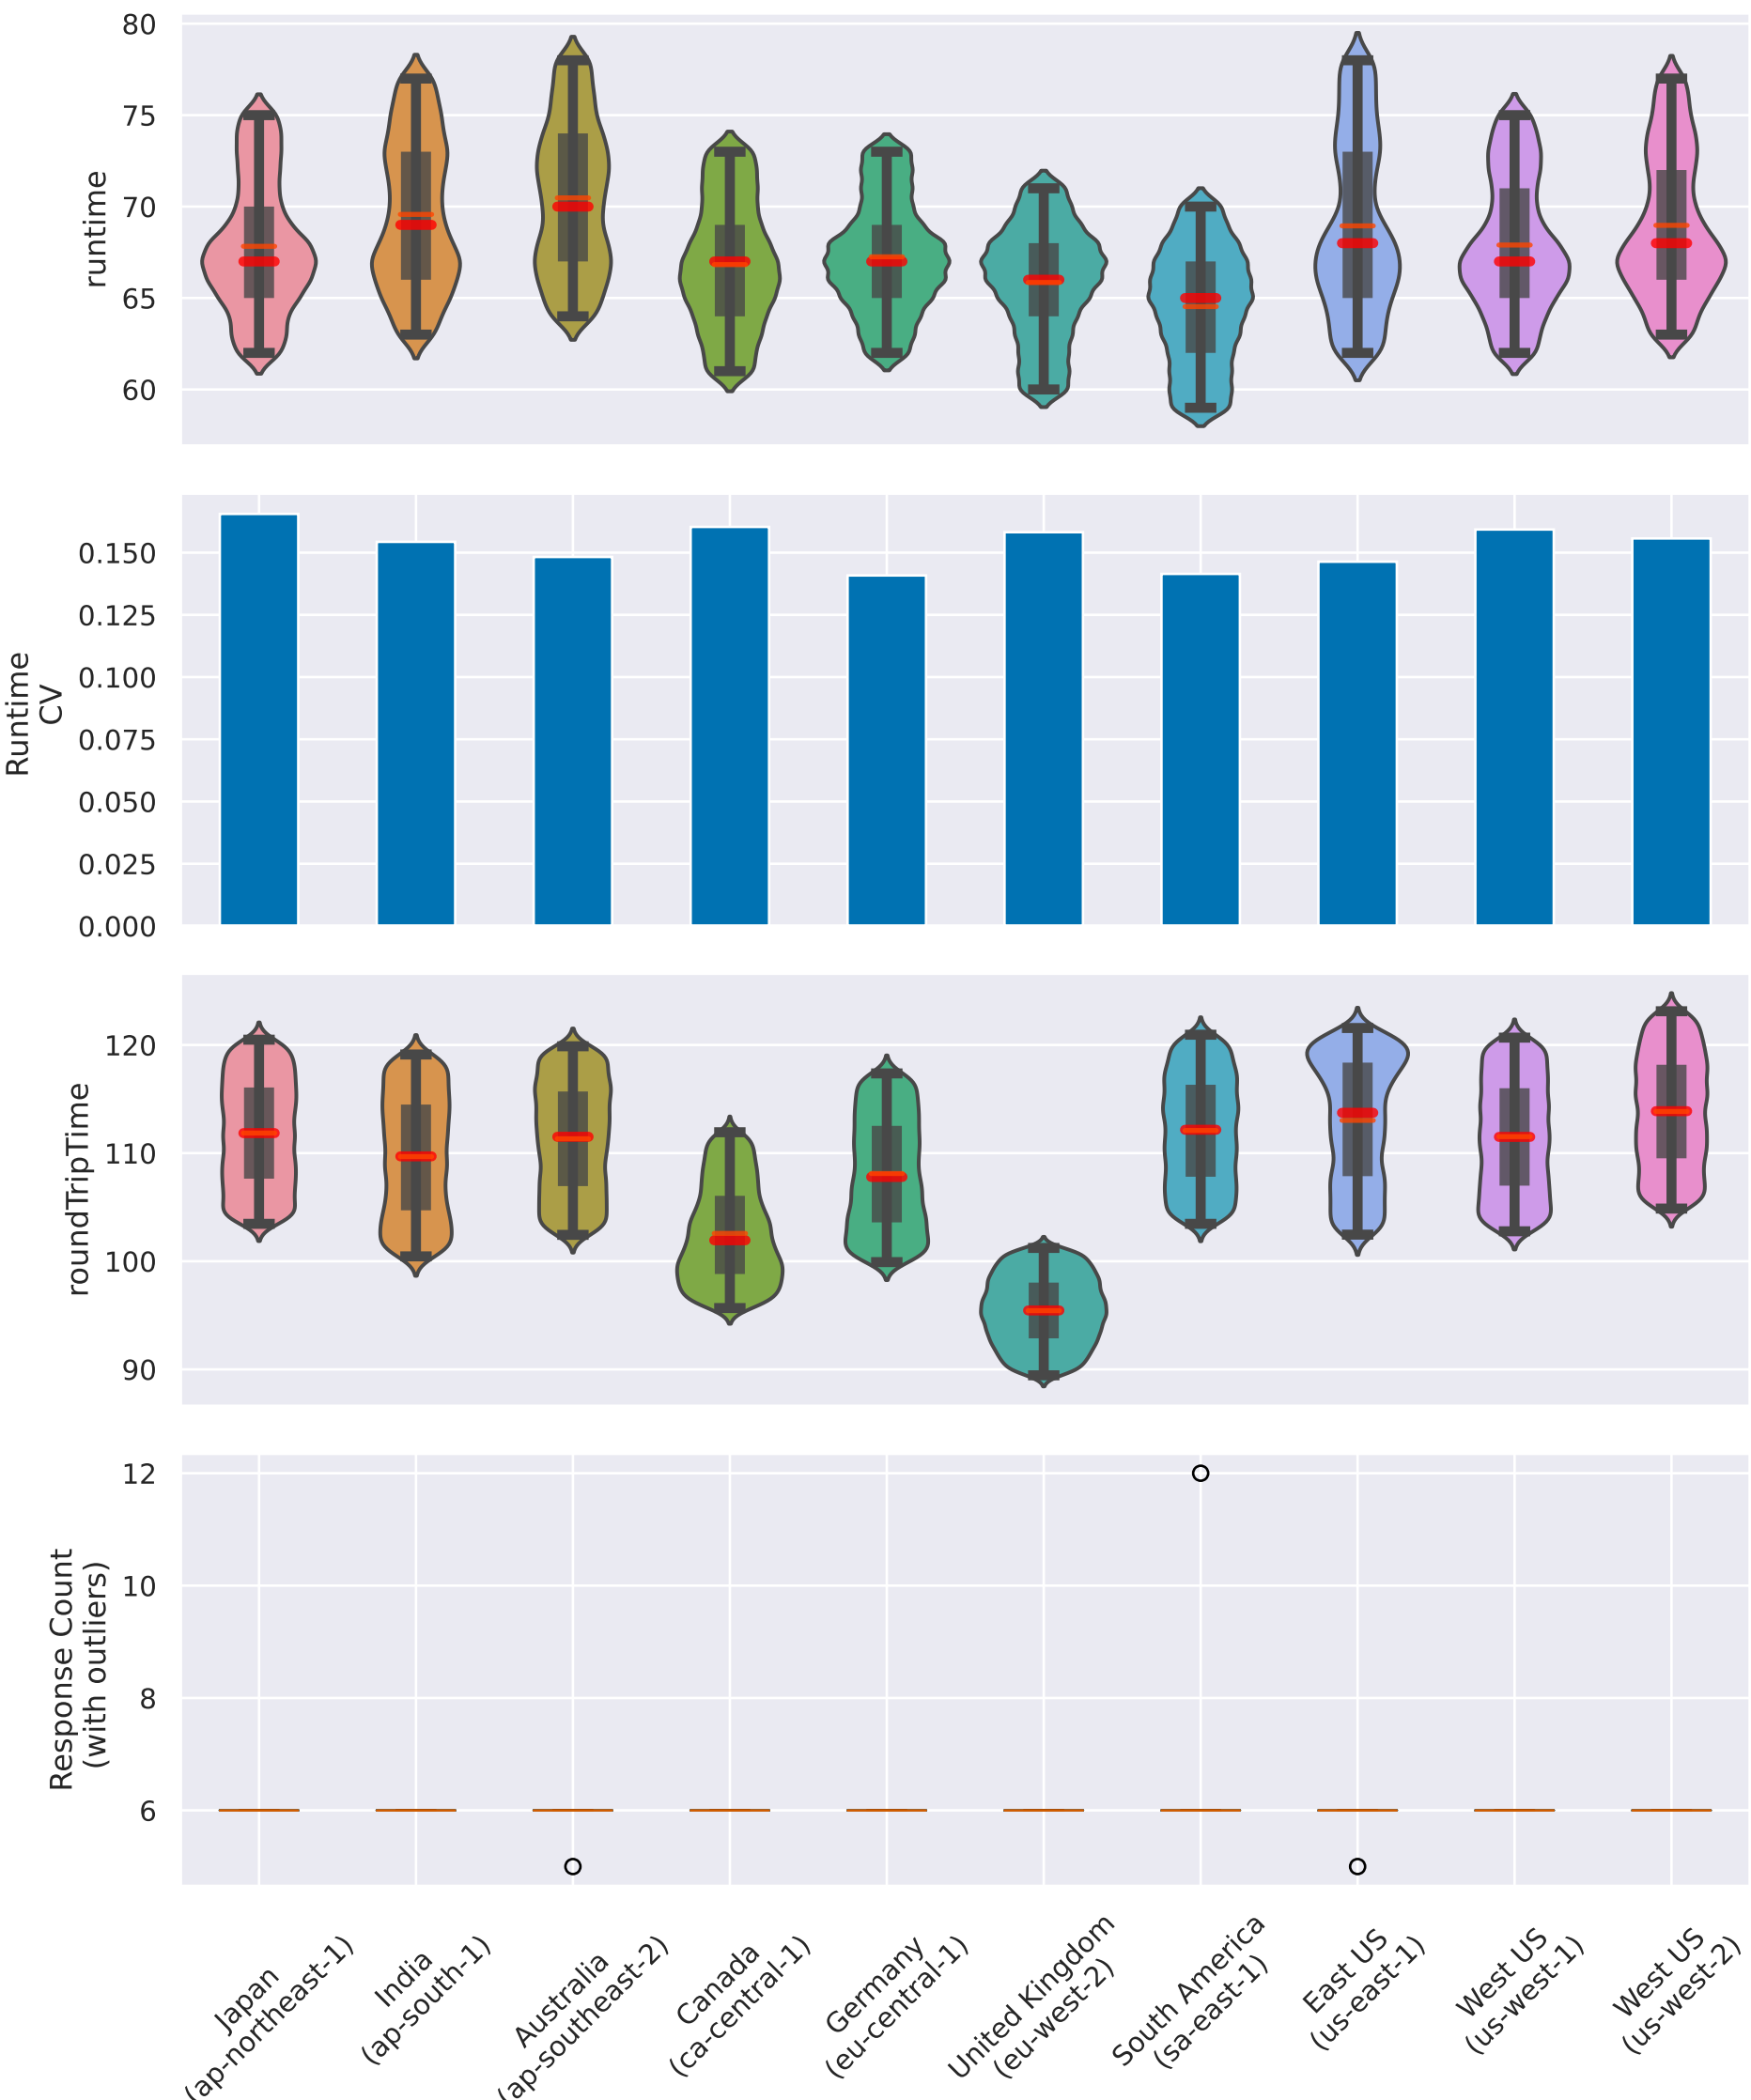 80
75
70
65
60
runtime
0.150
0.125
0.100
0.075
0.050
0.025
0.000
Runtime
CV
120
110
100
90
roundTripTime
12
10
8
6
Response Count
(with outliers)
Japan
(ap-northeast-1)
India
(ap-south-1)
Australia
(ap-southeast-2)
Canada
(ca-central-1)
Germany
(eu-central-1)
United Kingdom
(eu-west-2)
South America
(sa-east-1)
East US
(us-east-1)
West US
(us-west-1)
West US
(us-west-2)